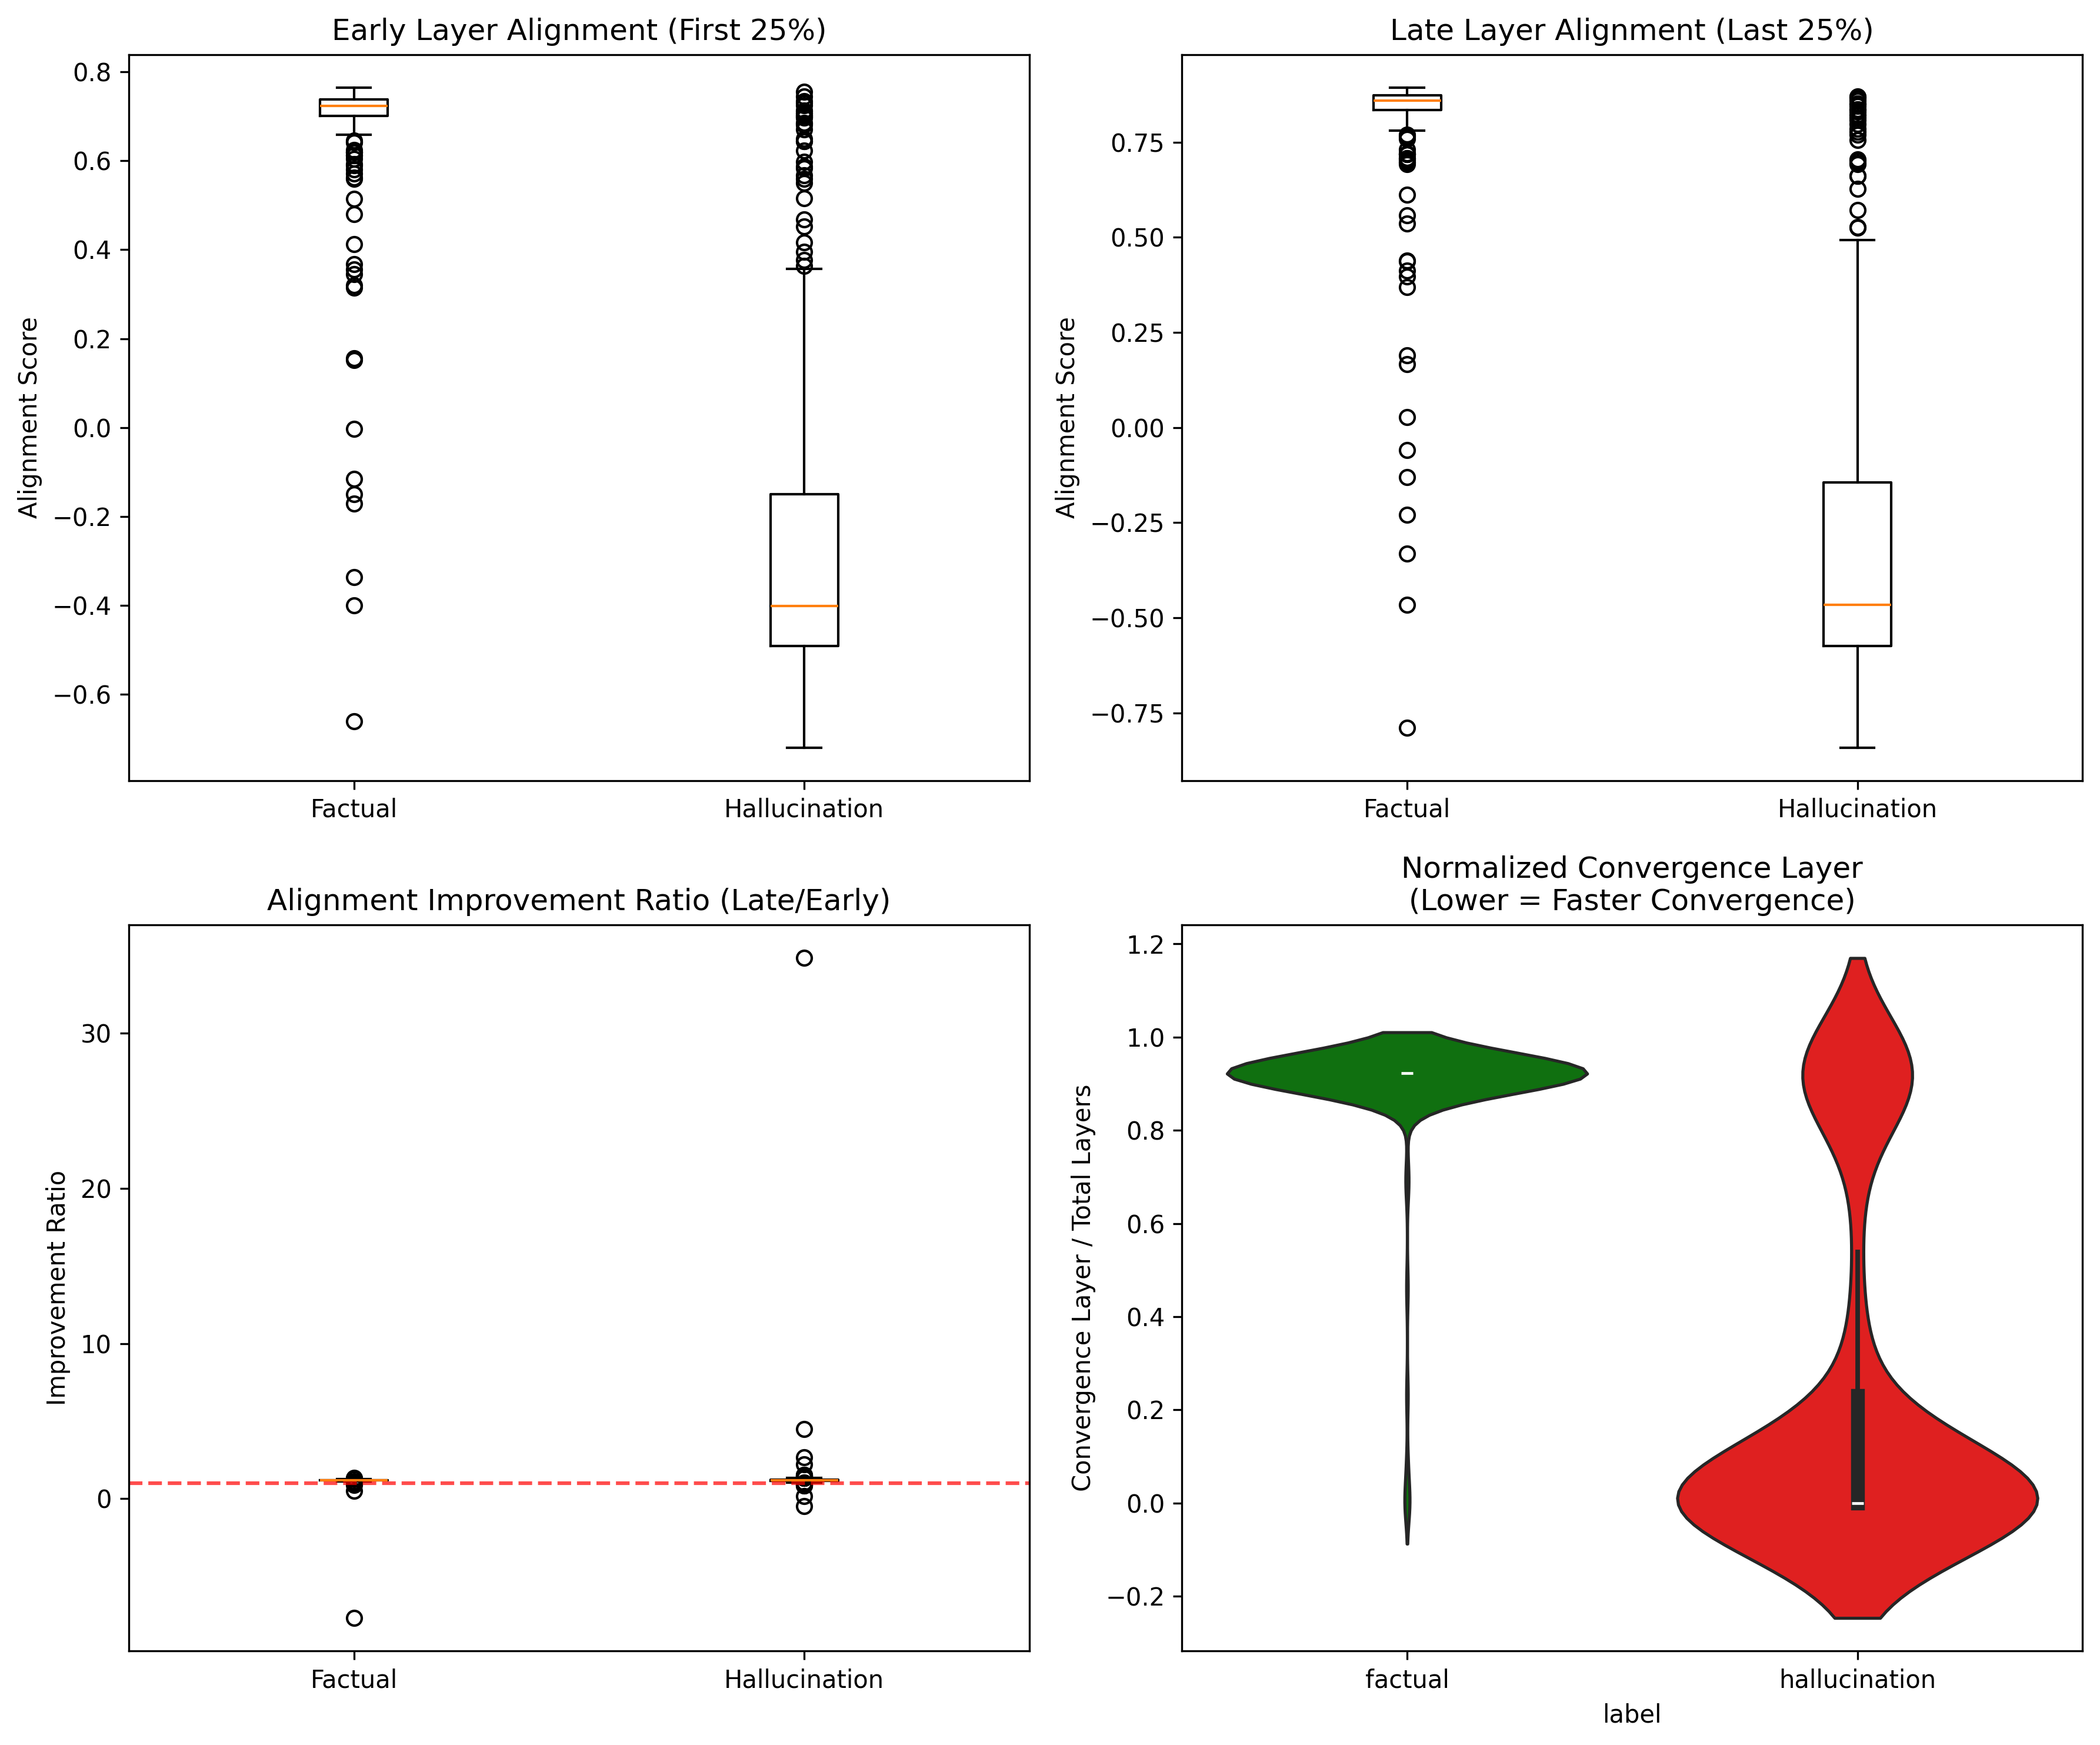 Early Layer Alignment (First 25%)
Alignment Score
0.8
0.6
0.4
0.2
0.0
−0.2
−0.4
−0.6
Factual
Hallucination
Late Layer Alignment (Last 25%)
Alignment Score
0.75
0.50
0.25
0.00
−0.25
−0.50
−0.75
Factual
Hallucination
Alignment Improvement Ratio (Late/Early)
Improvement Ratio
30
20
10
0
Factual
Hallucination
Normalized Convergence Layer
(Lower = Faster Convergence)
Convergence Layer / Total Layers
1.2
1.0
0.8
0.6
0.4
0.2
0.0
−0.2
factual
hallucination
label